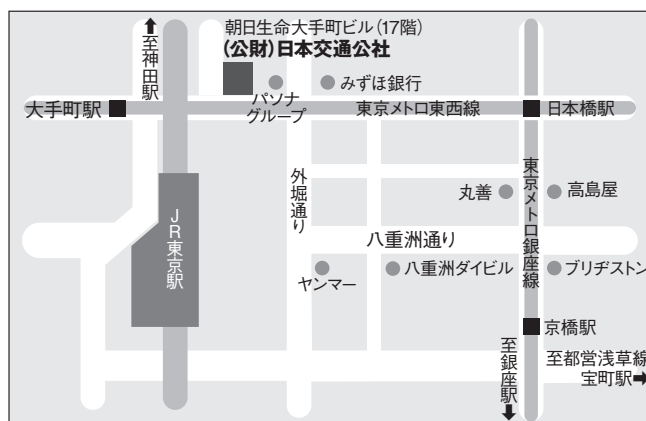 朝日生命大手町ビル（17階）
(公財)日本交通公社
至神田駅
みずほ銀行
パソナ
グループ
大手町駅
東京メトロ東西線
日本橋駅
外堀通り
丸善
東京メトロ銀座線
高島屋
JR東京駅
八重洲通り
ヤンマー
八重洲ダイビル
ブリヂストン
京橋駅
至銀座駅
至都営浅草線
宝町駅